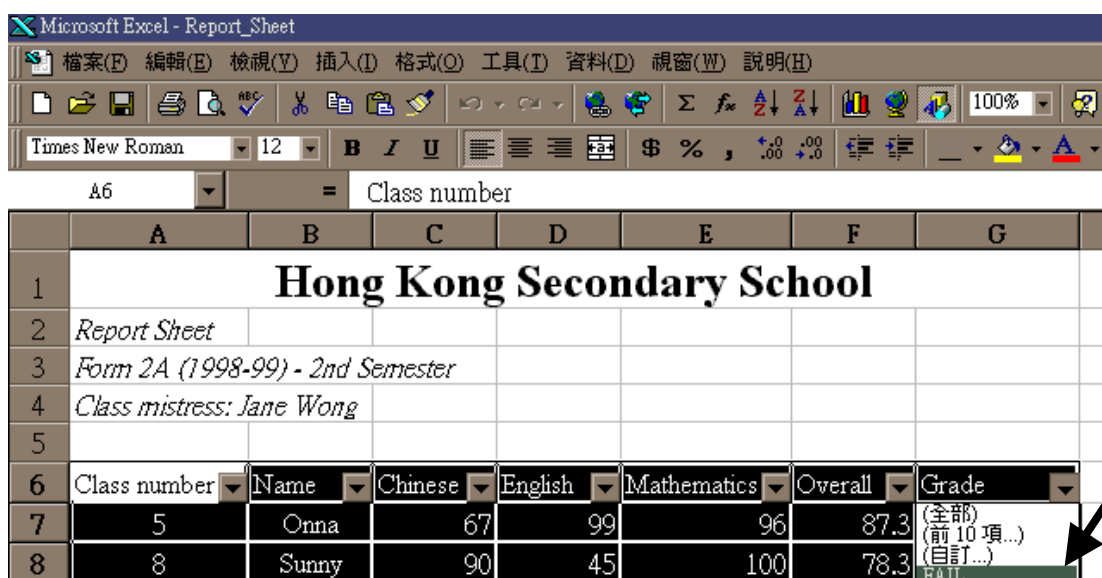 Microsoft Excel - Report_Sheet
檔案(F) 編輯(E) 檢視(V) 插入(I) 格式(O) 工具(T) 資料(D) 視窗(W) 說明(H)
100%
Times New Roman 12 B I U $ % ,
A6 = Class number
A B C D E F G
1 Hong Kong Secondary School
2 Report Sheet
3 Form 2A (1998-99) - 2nd Semester
4 Class mistress: Jane Wong
5
6 Class number Name Chinese English Mathematics Overall Grade
7 5 Onna 67 99 96 87.3 (全部)
(前 10 項...)
8 8 Sunny 90 45 100 78.3 (自訂...)
FAIL